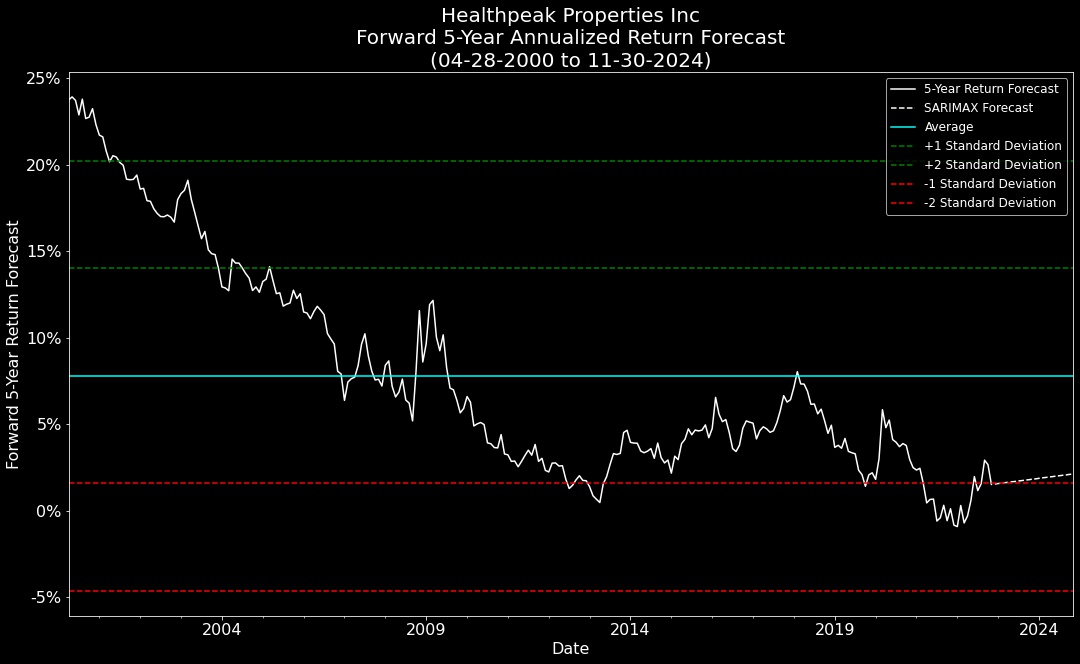 Healthpeak Properties Inc
Forward 5-Year Annualized Return Forecast
(04-28-2000 to 11-30-2024)
5-Year Return Forecast
SARIMAX Forecast
Average
+1 Standard Deviation
+2 Standard Deviation
-1 Standard Deviation
-2 Standard Deviation
Forward 5-Year Return Forecast
25%
20%
15%
10%
5%
0%
-5%
2004
2009
2014
2019
2024
Date